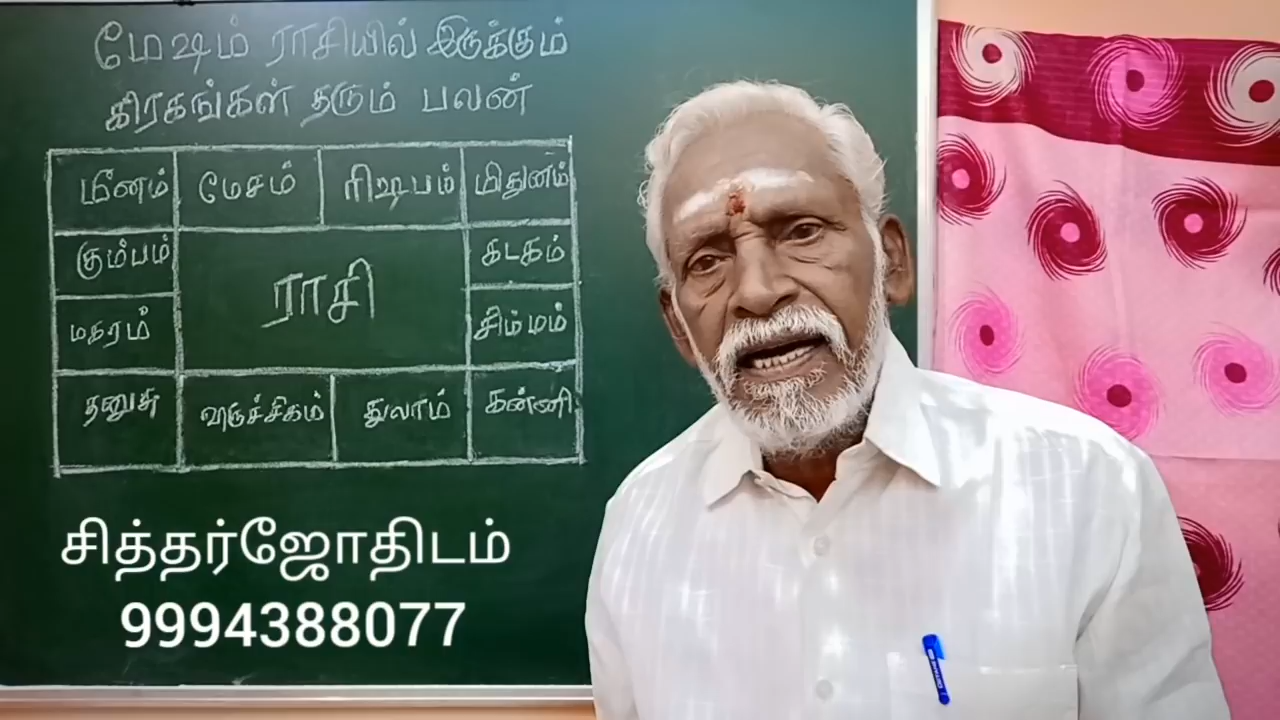 மேஷம் ராசியில் இருக்கும்
கிரகங்கள் தரும் பலன்
மீனம் மேசம் ரிஷபம் மிதுனம்
கும்பம் கடகம்
ராசி
மகரம் சிம்மம்
தனுசு விருச்சிகம் துலாம் கன்னி
சித்தர்ஜோதிடம்
9994388077